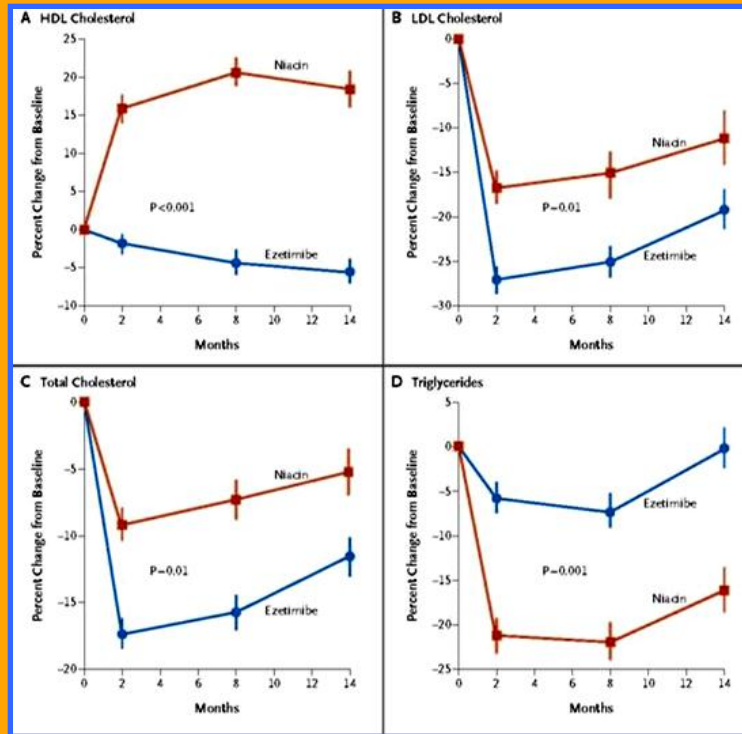 A HDL Cholesterol
Percent Change from Baseline
25
20
15
10
5
0
−5
−10
Niacin
P<0.001
Ezetimibe
0 2 4 6 8 10 12 14
Months
B LDL Cholesterol
Percent Change from Baseline
0
−5
−10
−15
−20
−25
−30
Niacin
P=0.01
Ezetimibe
0 2 4 6 8 10 12 14
Months
C Total Cholesterol
Percent Change from Baseline
0
−5
−10
−15
−20
Niacin
P=0.01
Ezetimibe
0 2 4 6 8 10 12 14
Months
D Triglycerides
Percent Change from Baseline
5
0
−5
−10
−15
−20
−25
Ezetimibe
P=0.001
Niacin
0 2 4 6 8 10 12 14
Months